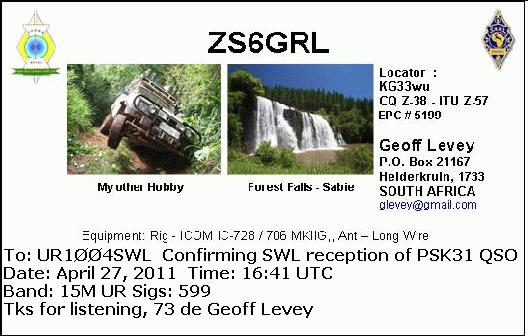 ZS6GRL
Locator :
KG33wu
CQ Z-38 - ITU Z-57
EPC # 5199
Geoff Levey
P.O. Box 21167
Helderkruin, 1733
SOUTH AFRICA
glevey@gmail.com
My other Hobby
Forest Falls - Sabie
Equipment: Rig - ICOM IC-728 / 706 MKIIG,, Ant – Long Wire
To: UR1ØØ4SWL Confirming SWL reception of PSK31 QSO
Date: April 27, 2011 Time: 16:41 UTC
Band: 15M UR Sigs: 599
Tks for listening, 73 de Geoff Levey